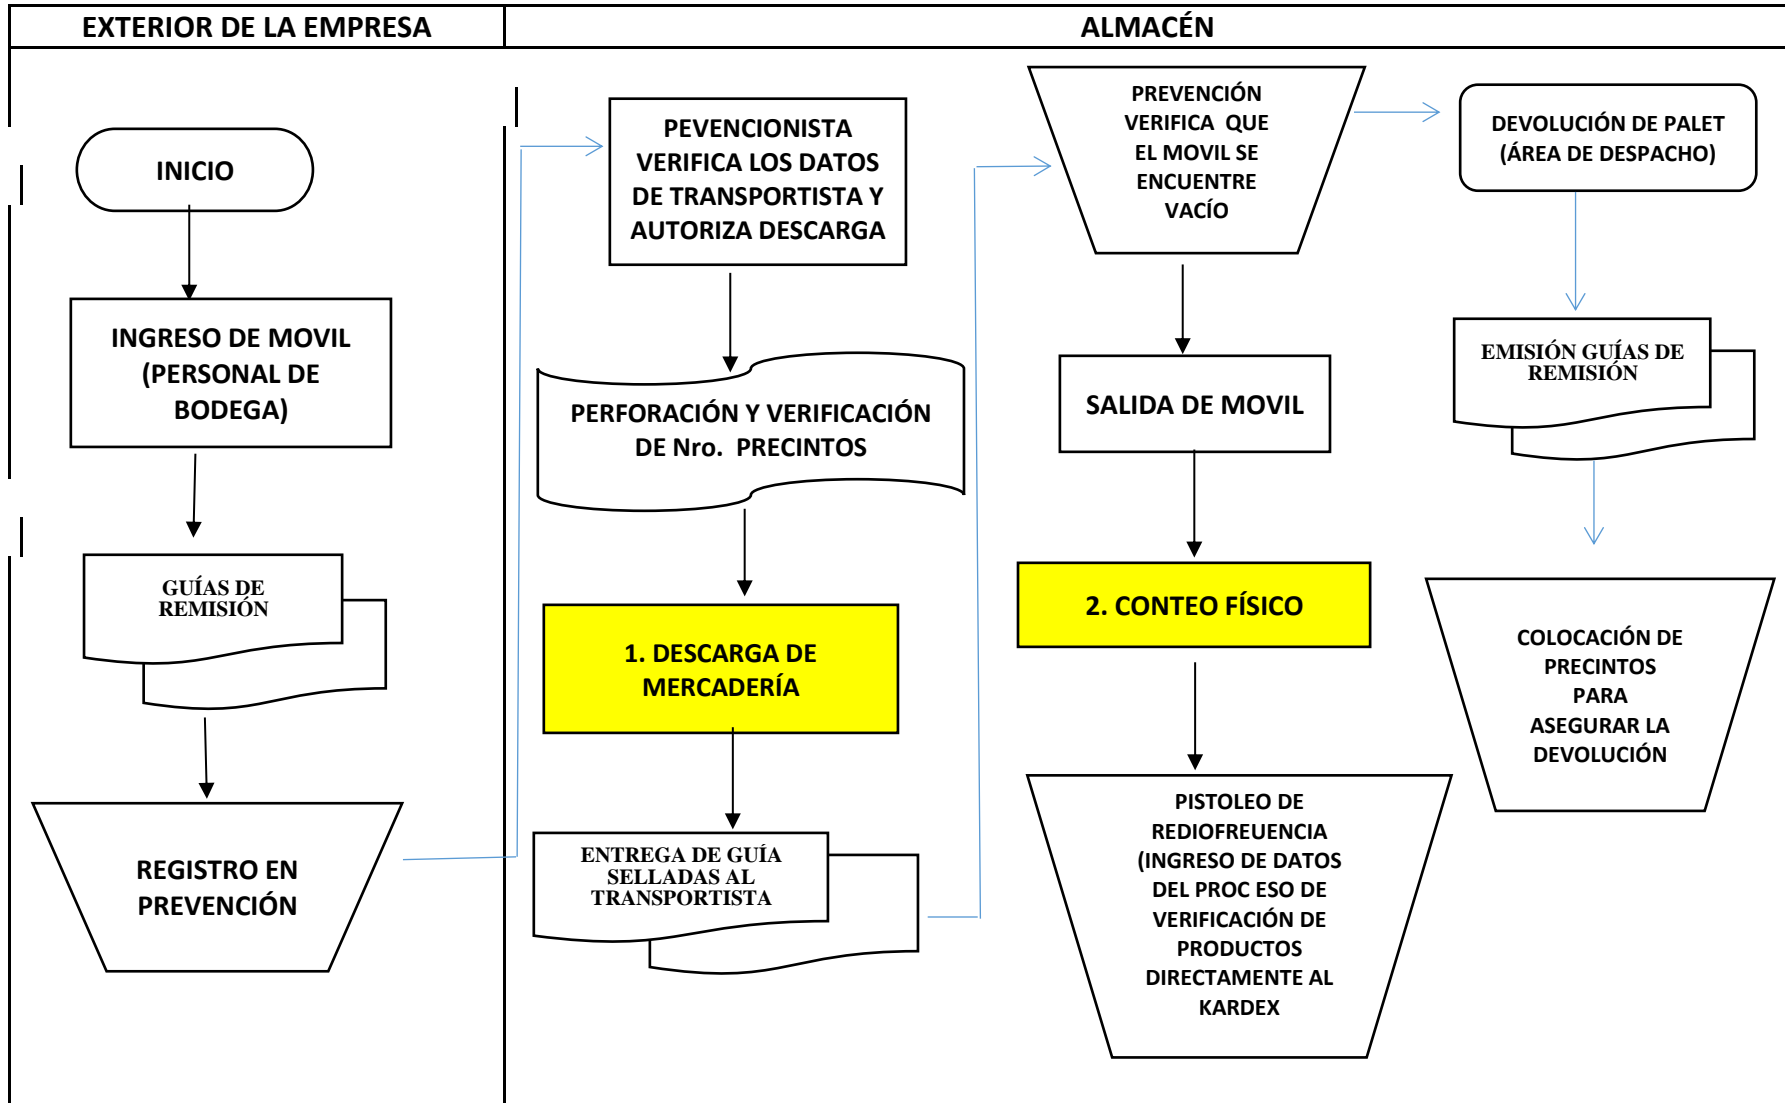 EXTERIOR DE LA EMPRESA
ALMACÉN
INICIO
INGRESO DE MOVIL
(PERSONAL DE
BODEGA)
GUÍAS DE
REMISIÓN
REGISTRO EN
PREVENCIÓN
PEVENCIONISTA
VERIFICA LOS DATOS
DE TRANSPORTISTA Y
AUTORIZA DESCARGA
PERFORACIÓN Y VERIFICACIÓN
DE Nro. PRECINTOS
1. DESCARGA DE
MERCADERÍA
ENTREGA DE GUÍA
SELLADAS AL
TRANSPORTISTA
PREVENCIÓN
VERIFICA QUE
EL MOVIL SE
ENCUENTRE
VACÍO
SALIDA DE MOVIL
2. CONTEO FÍSICO
PISTOLEO DE
REDIOFREUENCIA
(INGRESO DE DATOS
DEL PROC ESO DE
VERIFICACIÓN DE
PRODUCTOS
DIRECTAMENTE AL
KARDEX
DEVOLUCIÓN DE PALET
(ÁREA DE DESPACHO)
EMISIÓN GUÍAS DE
REMISIÓN
COLOCACIÓN DE
PRECINTOS
PARA
ASEGURAR LA
DEVOLUCIÓN